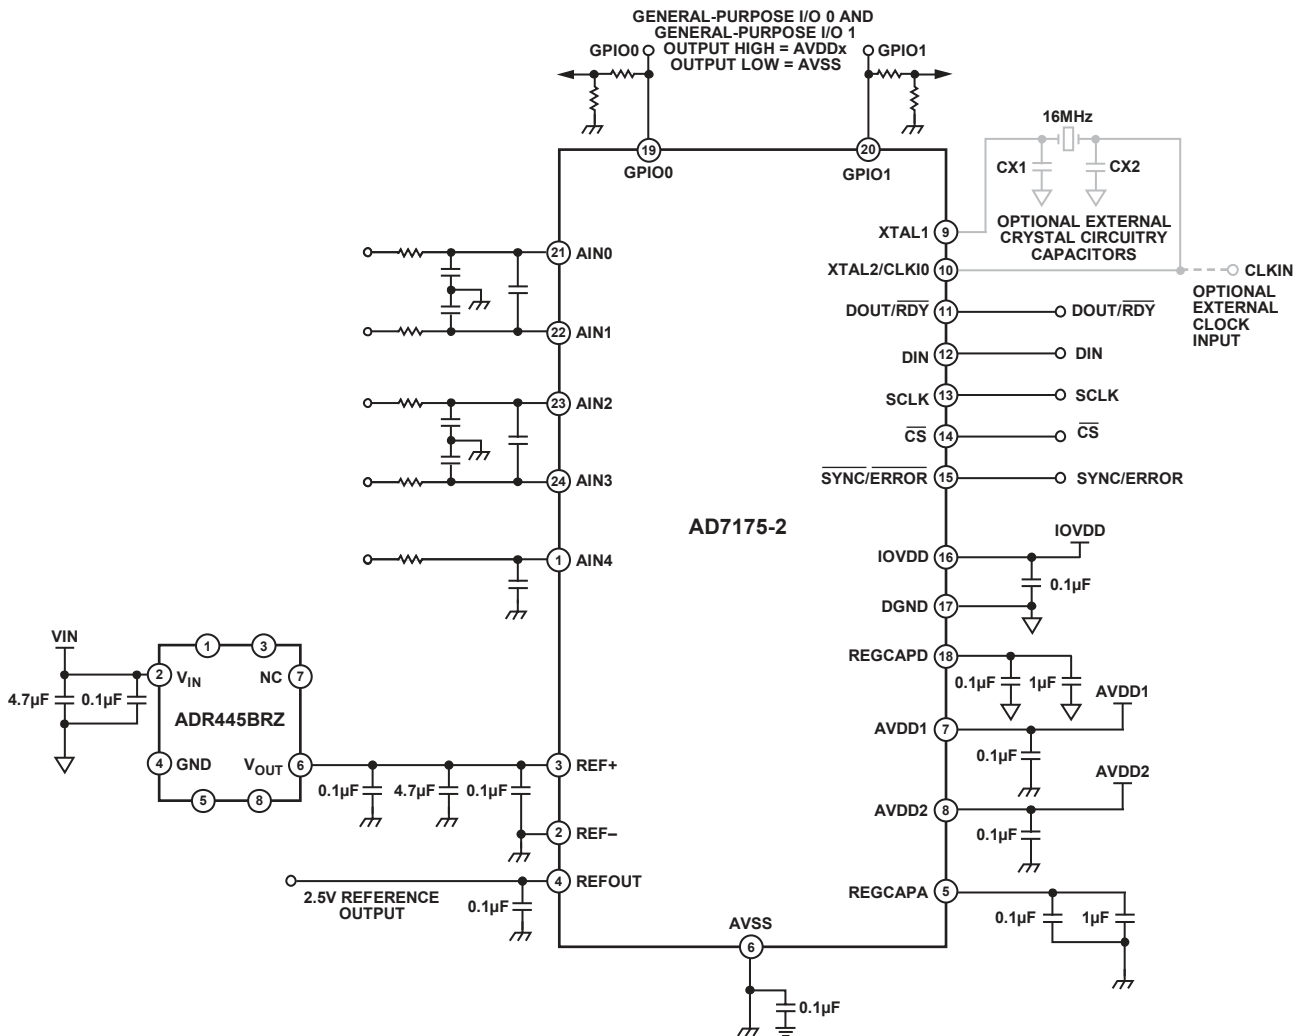 GENERAL-PURPOSE I/O 0 AND
GENERAL-PURPOSE I/O 1
OUTPUT HIGH = AVDDx
OUTPUT LOW = AVSS
GPIO0
GPIO1
19
GPIO0
20
GPIO1
16MHz
CX1
CX2
OPTIONAL EXTERNAL
CRYSTAL CIRCUITRY
CAPACITORS
XTAL1
9
XTAL2/CLKI0
10
CLKIN
OPTIONAL
EXTERNAL
CLOCK
INPUT
21
AIN0
22
AIN1
23
AIN2
24
AIN3
1
AIN4
DOUT/RDY
11
DOUT/RDY
DIN
12
DIN
SCLK
13
SCLK
CS
14
CS
SYNC/ERROR
15
SYNC/ERROR
AD7175-2
IOVDD
IOVDD
16
0.1µF
DGND
17
REGCAPD
18
0.1µF
1µF
AVDD1
AVDD1
7
0.1µF
AVDD2
AVDD2
8
0.1µF
REGCAPA
5
0.1µF
1µF
VIN
4.7µF
0.1µF
1
3
2
VIN
NC
7
ADR445BRZ
4
GND
VOUT
6
5
8
0.1µF
4.7µF
0.1µF
3
REF+
2
REF–
4
REFOUT
2.5V REFERENCE
OUTPUT
0.1µF
AVSS
6
0.1µF